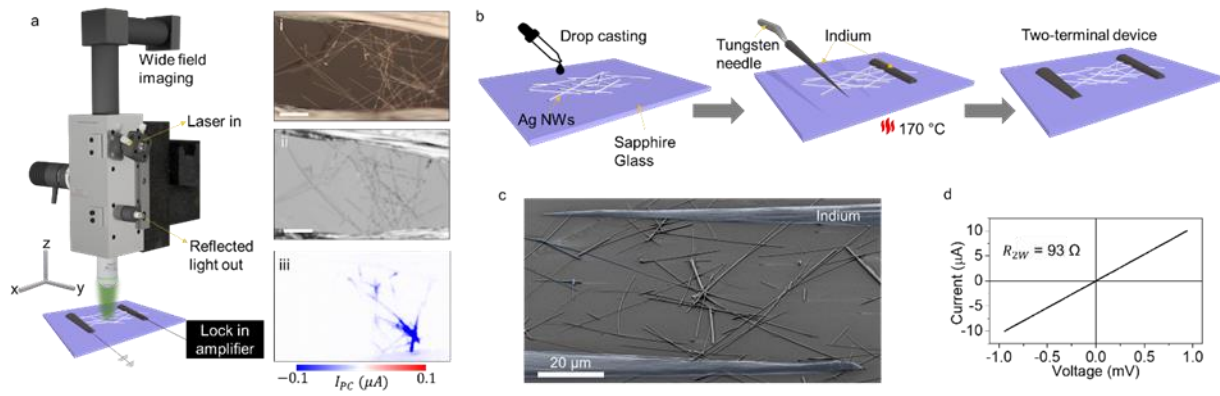 a
Wide field
imaging
Laser in
Reflected
light out
z
x
y
Lock in
amplifier
i
ii
iii
−0.1
0.1
I_PC (μA)
b
Drop casting
Ag NWs
Sapphire
Glass
Tungsten
needle
Indium
170 °C
Two-terminal device
c
Indium
20 μm
d
R_2W = 93 Ω
Current (μA)
10
5
0
-5
-10
-1.0
-0.5
0.0
0.5
1.0
Voltage (mV)